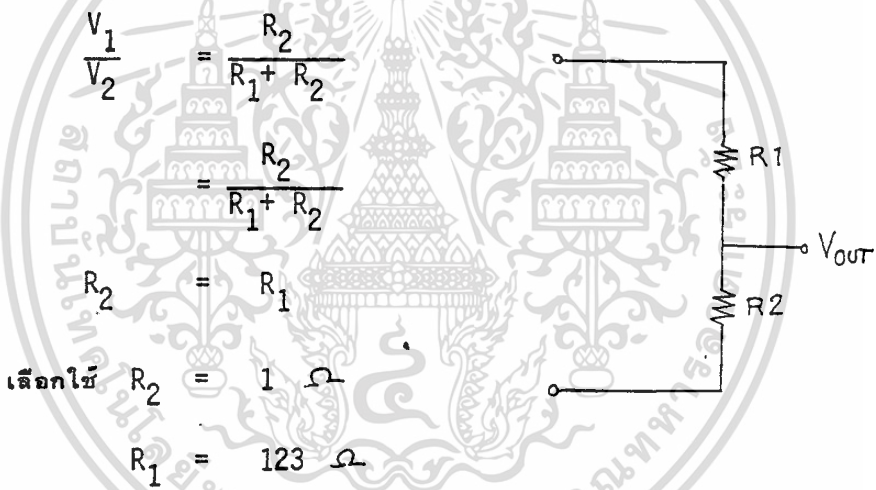 V₁/V₂ = R₂/(R₁+ R₂)
= R₂/(R₁+ R₂)
R₂ = R₁
เลือกใช้ R₂ = 1 Ω
R₁ = 123 Ω
R1
V_OUT
R2